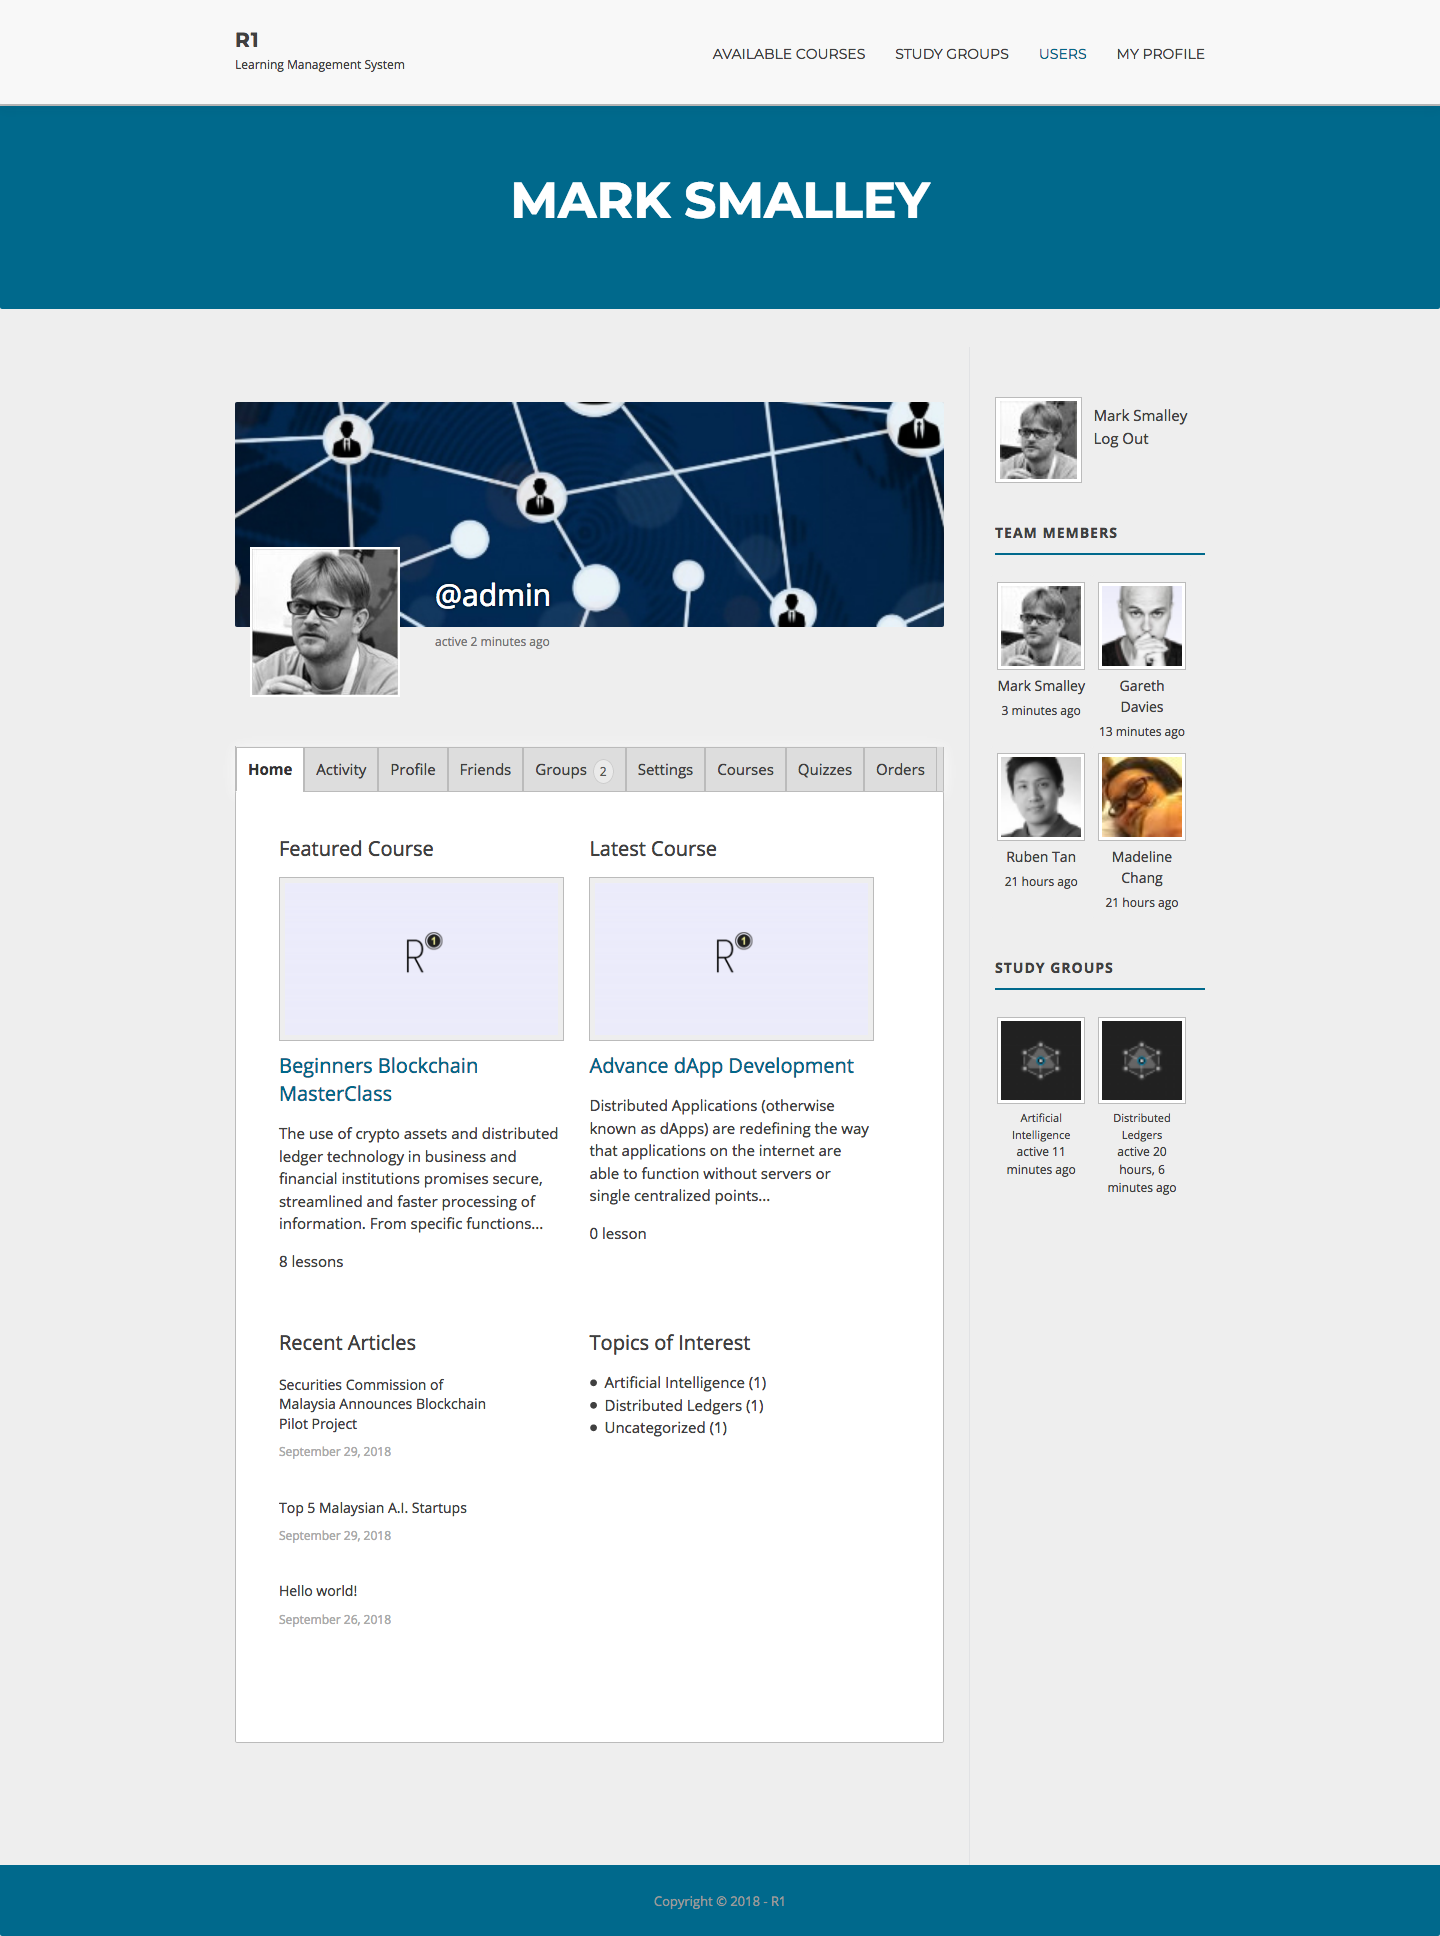 R1
Learning Management System
AVAILABLE COURSES
STUDY GROUPS
USERS
MY PROFILE
MARK SMALLEY
@admin
active 2 minutes ago
Home
Activity
Profile
Friends
Groups 2
Settings
Courses
Quizzes
Orders
Featured Course
R1
Beginners Blockchain
MasterClass
The use of crypto assets and distributed
ledger technology in business and
financial institutions promises secure,
streamlined and faster processing of
information. From specific functions...
8 lessons
Latest Course
R1
Advance dApp Development
Distributed Applications (otherwise
known as dApps) are redefining the way
that applications on the internet are
able to function without servers or
single centralized points...
0 lesson
Recent Articles
Securities Commission of
Malaysia Announces Blockchain
Pilot Project
September 29, 2018
Top 5 Malaysian A.I. Startups
September 29, 2018
Hello world!
September 26, 2018
Topics of Interest
Artificial Intelligence (1)
Distributed Ledgers (1)
Uncategorized (1)
Mark Smalley
Log Out
TEAM MEMBERS
Mark Smalley
3 minutes ago
Gareth
Davies
13 minutes ago
Ruben Tan
21 hours ago
Madeline
Chang
21 hours ago
STUDY GROUPS
Artificial
Intelligence
active 11
minutes ago
Distributed
Ledgers
active 20
hours, 6
minutes ago
Copyright © 2018 - R1